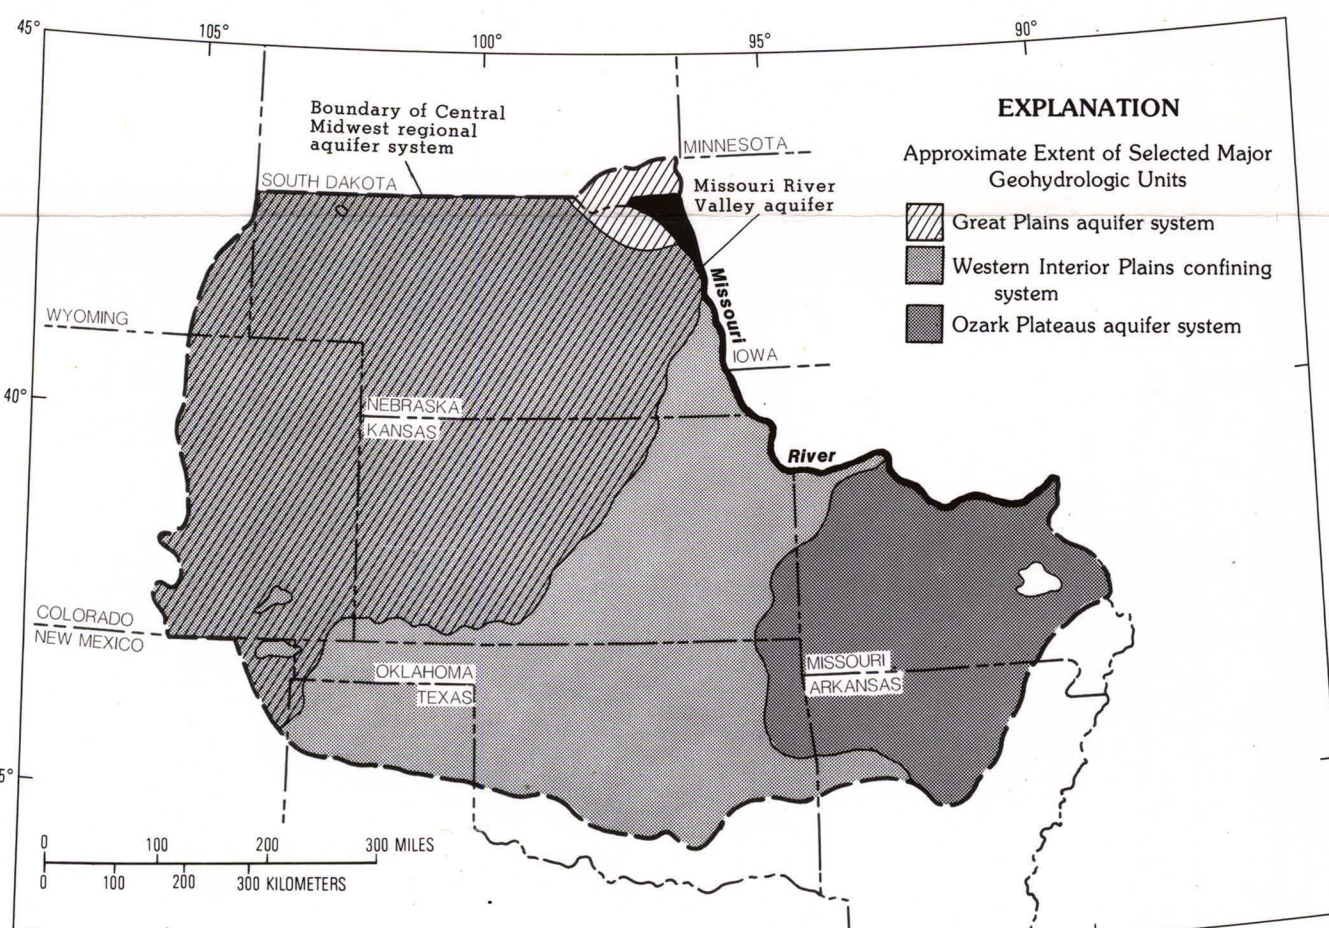 45°
105°
100°
95°
90°
Boundary of Central
Midwest regional
aquifer system
MINNESOTA
SOUTH DAKOTA
Missouri River
Valley aquifer
EXPLANATION
Approximate Extent of Selected Major
Geohydrologic Units
Great Plains aquifer system
Western Interior Plains confining
system
Ozark Plateaus aquifer system
WYOMING
Missouri
IOWA
40°
NEBRASKA
KANSAS
River
COLORADO
NEW MEXICO
OKLAHOMA
TEXAS
MISSOURI
ARKANSAS
5°
0 100 200 300 MILES
0 100 200 300 KILOMETERS